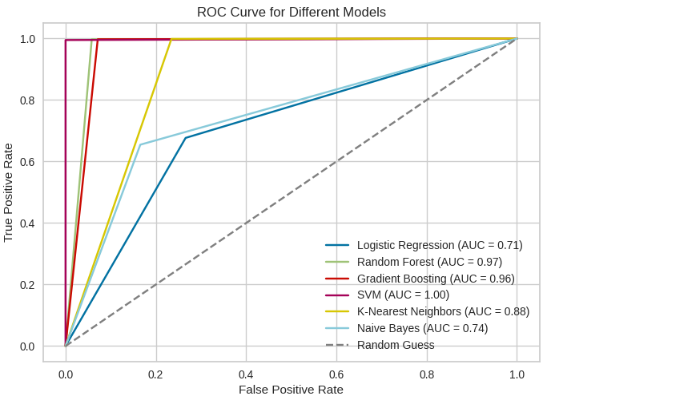 ROC Curve for Different Models
True Positive Rate
1.0
0.8
0.6
0.4
0.2
0.0
Logistic Regression (AUC = 0.71)
Random Forest (AUC = 0.97)
Gradient Boosting (AUC = 0.96)
SVM (AUC = 1.00)
K-Nearest Neighbors (AUC = 0.88)
Naive Bayes (AUC = 0.74)
Random Guess
0.0 0.2 0.4 0.6 0.8 1.0
False Positive Rate